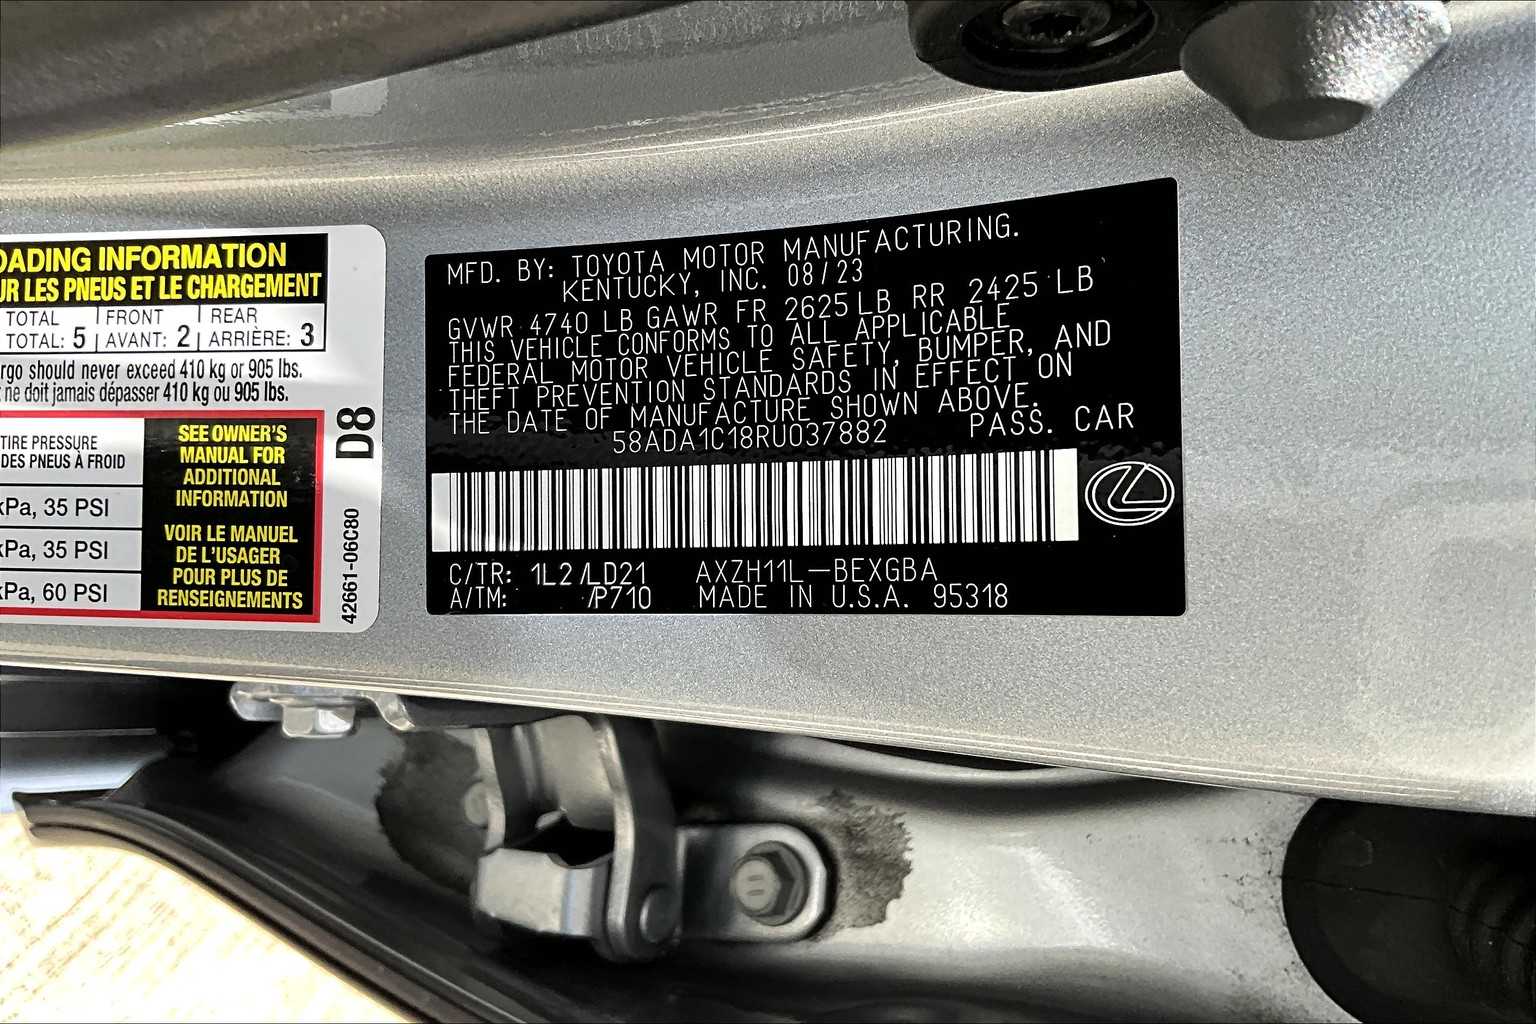 OADING INFORMATION
UR LES PNEUS ET LE CHARGEMENT
TOTAL | FRONT | REAR
TOTAL: 5 | AVANT: 2 | ARRIÈRE: 3
rgo should never exceed 410 kg or 905 lbs.
ne doit jamais dépasser 410 kg ou 905 lbs.
TIRE PRESSURE
DES PNEUS À FROID
kPa, 35 PSI
kPa, 35 PSI
kPa, 60 PSI
SEE OWNER'S
MANUAL FOR
ADDITIONAL
INFORMATION
VOIR LE MANUEL
DE L'USAGER
POUR PLUS DE
RENSEIGNEMENTS
D8
42661-06C80
MFD. BY: TOYOTA MOTOR MANUFACTURING.
KENTUCKY, INC. 08/23
GVWR 4740 LB GAWR FR 2625 LB RR 2425 LB
THIS VEHICLE CONFORMS TO ALL APPLICABLE
FEDERAL MOTOR VEHICLE SAFETY, BUMPER, AND
THEFT PREVENTION STANDARDS IN EFFECT ON
THE DATE OF MANUFACTURE SHOWN ABOVE.
58ADA1C18RU037882 PASS. CAR
C/TR: 1L2/LD21 AXZH11L-BEXGBA
A/TM: /P710 MADE IN U.S.A. 95318